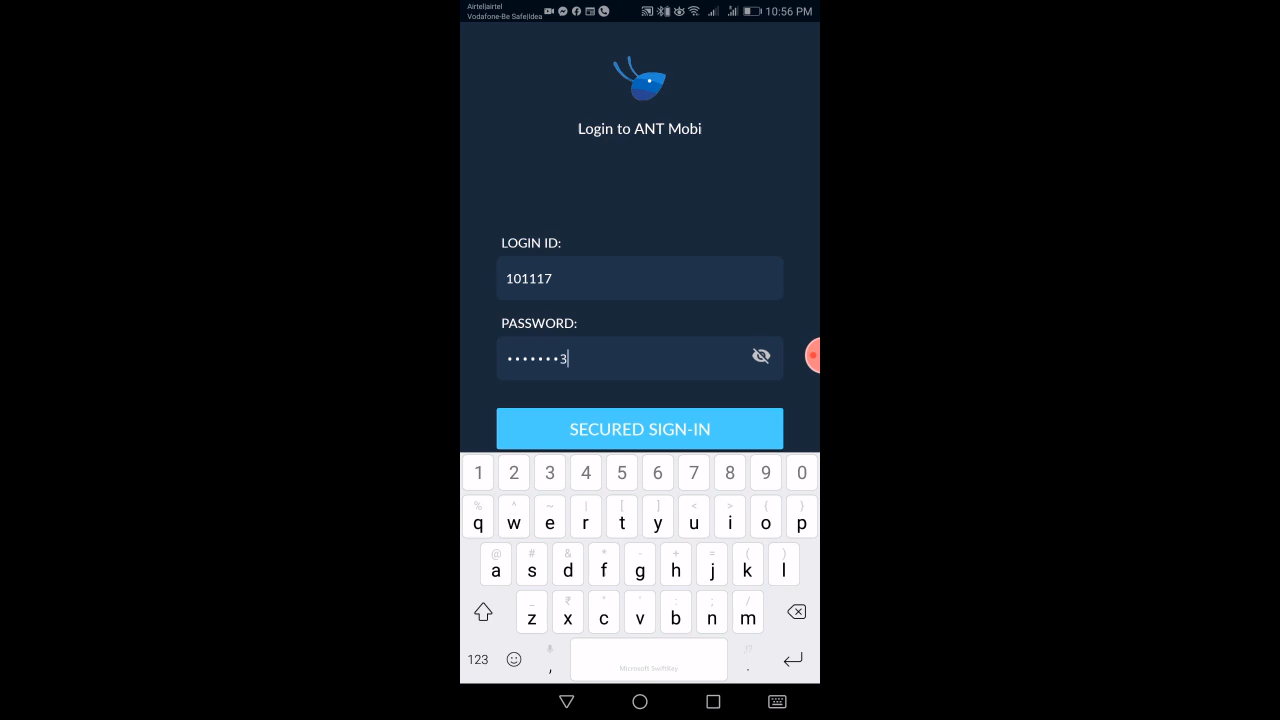 Airtel|airtel
Vodafone-Be Safe|Idea
10:56 PM
Login to ANT Mobi
LOGIN ID:
101117
PASSWORD:
•••••••3
SECURED SIGN-IN
1 2 3 4 5 6 7 8 9 0
% ^ ~ | [ ] < > { }
q w e r t y u i o p
@ # & * - + = ( )
a s d f g h j k l
_ ₹ " ' : ; /
z x c v b n m
!?
123 , Microsoft SwiftKey .